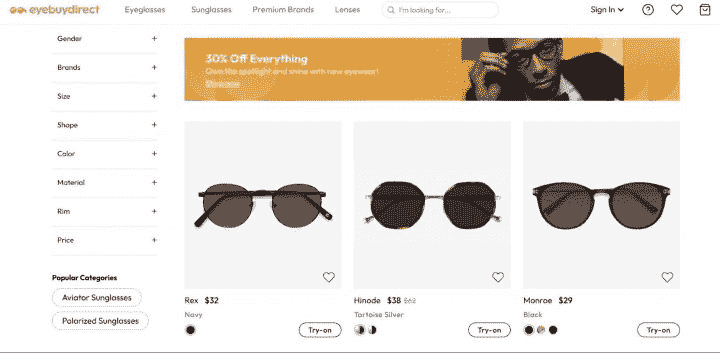 eyebuydirect
Eyeglasses Sunglasses Premium Brands Lenses
I'm looking for...
Sign In
Gender +
Brands +
Size +
Shape +
Color +
Material +
Rim +
Price +
Popular Categories
Aviator Sunglasses
Polarized Sunglasses
30% Off Everything
Own the spotlight and shine with new eyewear!
Rex $32
Navy
Try-on
Hinode $38 $62
Tortoise Silver
Try-on
Monroe $29
Black
Try-on